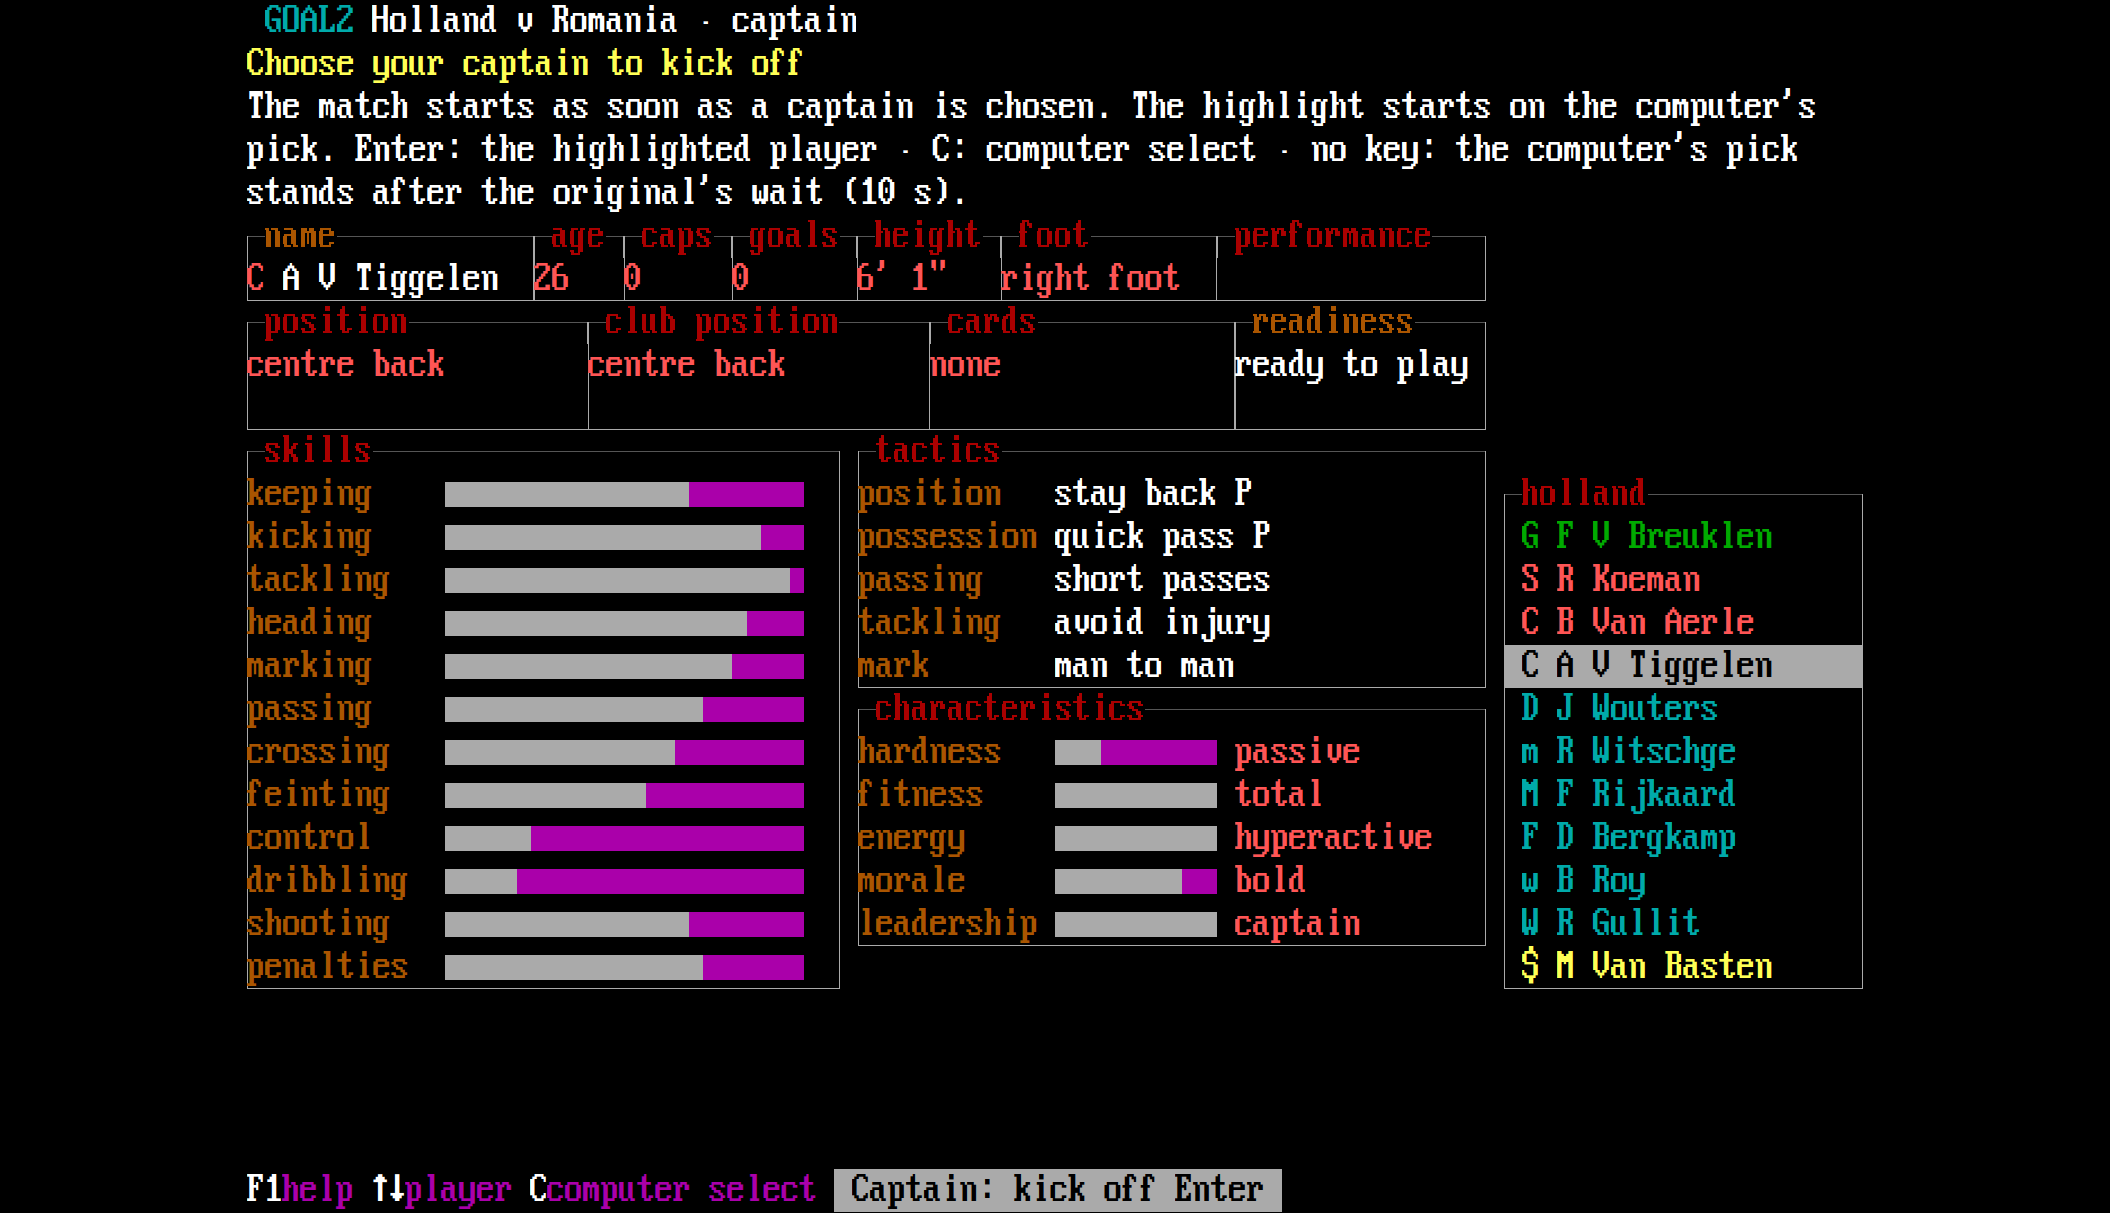 GOAL2 Holland v Romania · captain
Choose your captain to kick off
The match starts as soon as a captain is chosen. The highlight starts on the computer's
pick. Enter: the highlighted player · C: computer select · no key: the computer's pick
stands after the original's wait (10 s).
name age caps goals height foot performance
C A V Tiggelen 26 0 0 6' 1" right foot
position club position cards readiness
centre back centre back none ready to play
skills
keeping
kicking
tackling
heading
marking
passing
crossing
feinting
control
dribbling
shooting
penalties
tactics
position stay back P
possession quick pass P
passing short passes
tackling avoid injury
mark man to man
characteristics
hardness passive
fitness total
energy hyperactive
morale bold
leadership captain
holland
G F V Breuklen
S R Koeman
C B Van Aerle
C A V Tiggelen
D J Wouters
m R Witschge
M F Rijkaard
F D Bergkamp
w B Roy
W R Gullit
$ M Van Basten
F1help ↑↓player Ccomputer select Captain: kick off Enter